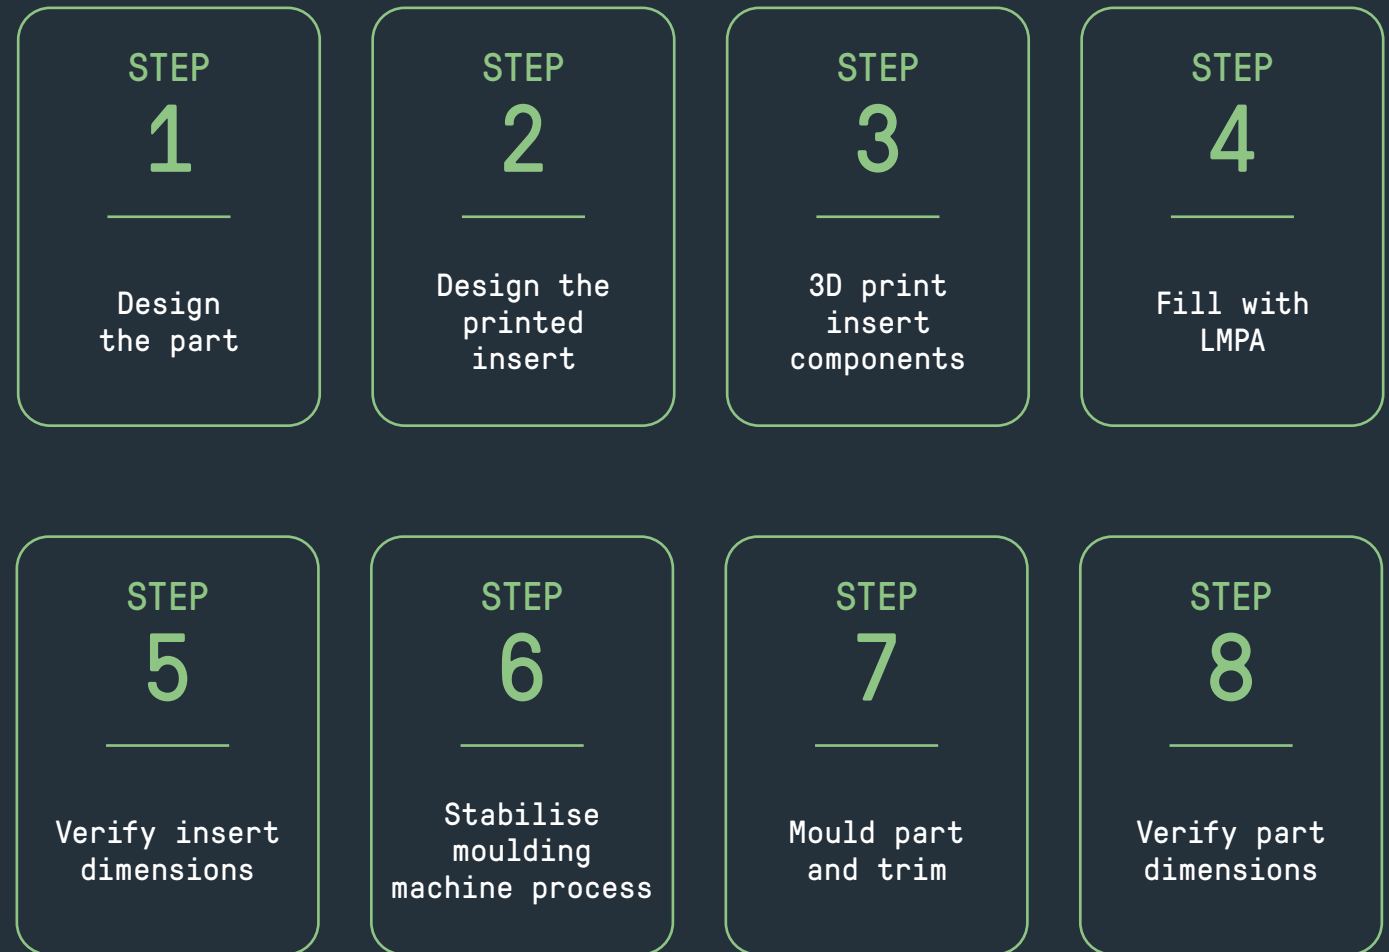 STEP
1
Design
the part
STEP
2
Design the
printed
insert
STEP
3
3D print
insert
components
STEP
4
Fill with
LMPA
STEP
5
Verify insert
dimensions
STEP
6
Stabilise
moulding
machine process
STEP
7
Mould part
and trim
STEP
8
Verify part
dimensions